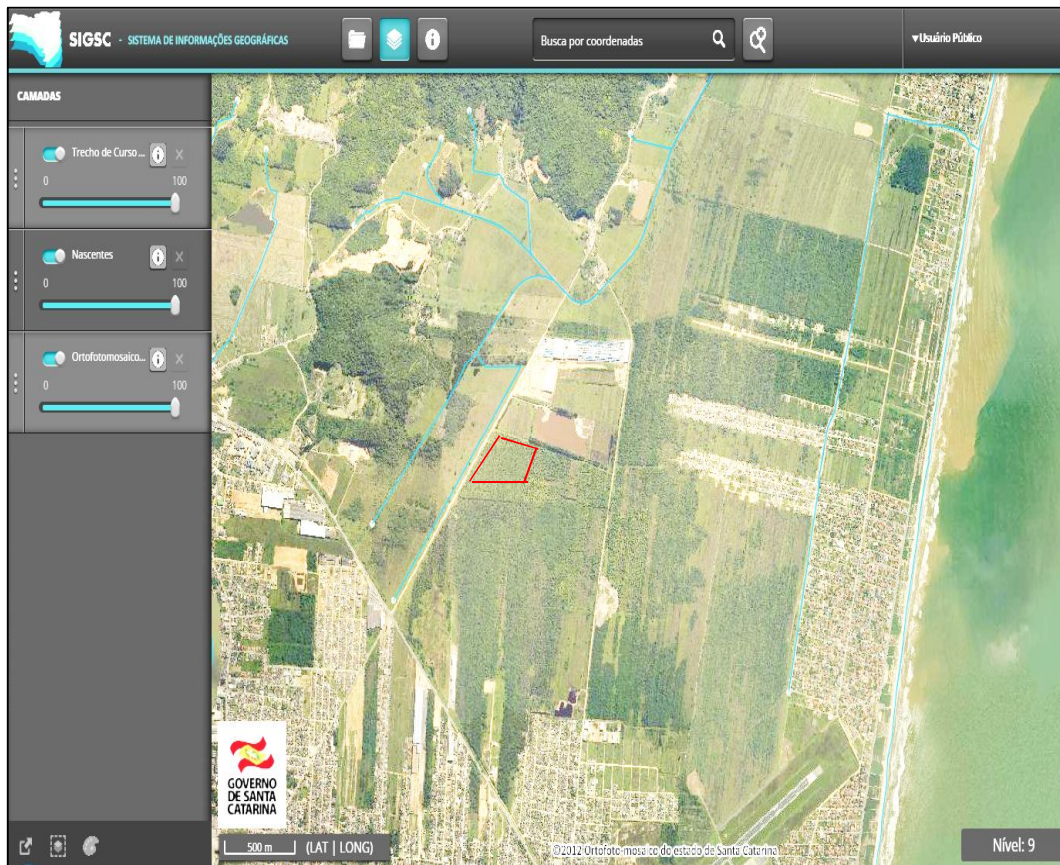 SIGSC - SISTEMA DE INFORMAÇÕES GEOGRÁFICAS
Busca por coordenadas
▼Usuário Público
CAMADAS
Trecho de Curso ...
0 100
Nascentes
0 100
Ortofotomosaico...
0 100
GOVERNO
DE SANTA
CATARINA
500 m (LAT | LONG)
©2012 Ortofoto-mosaico do estado de Santa Catarina
Nível: 9